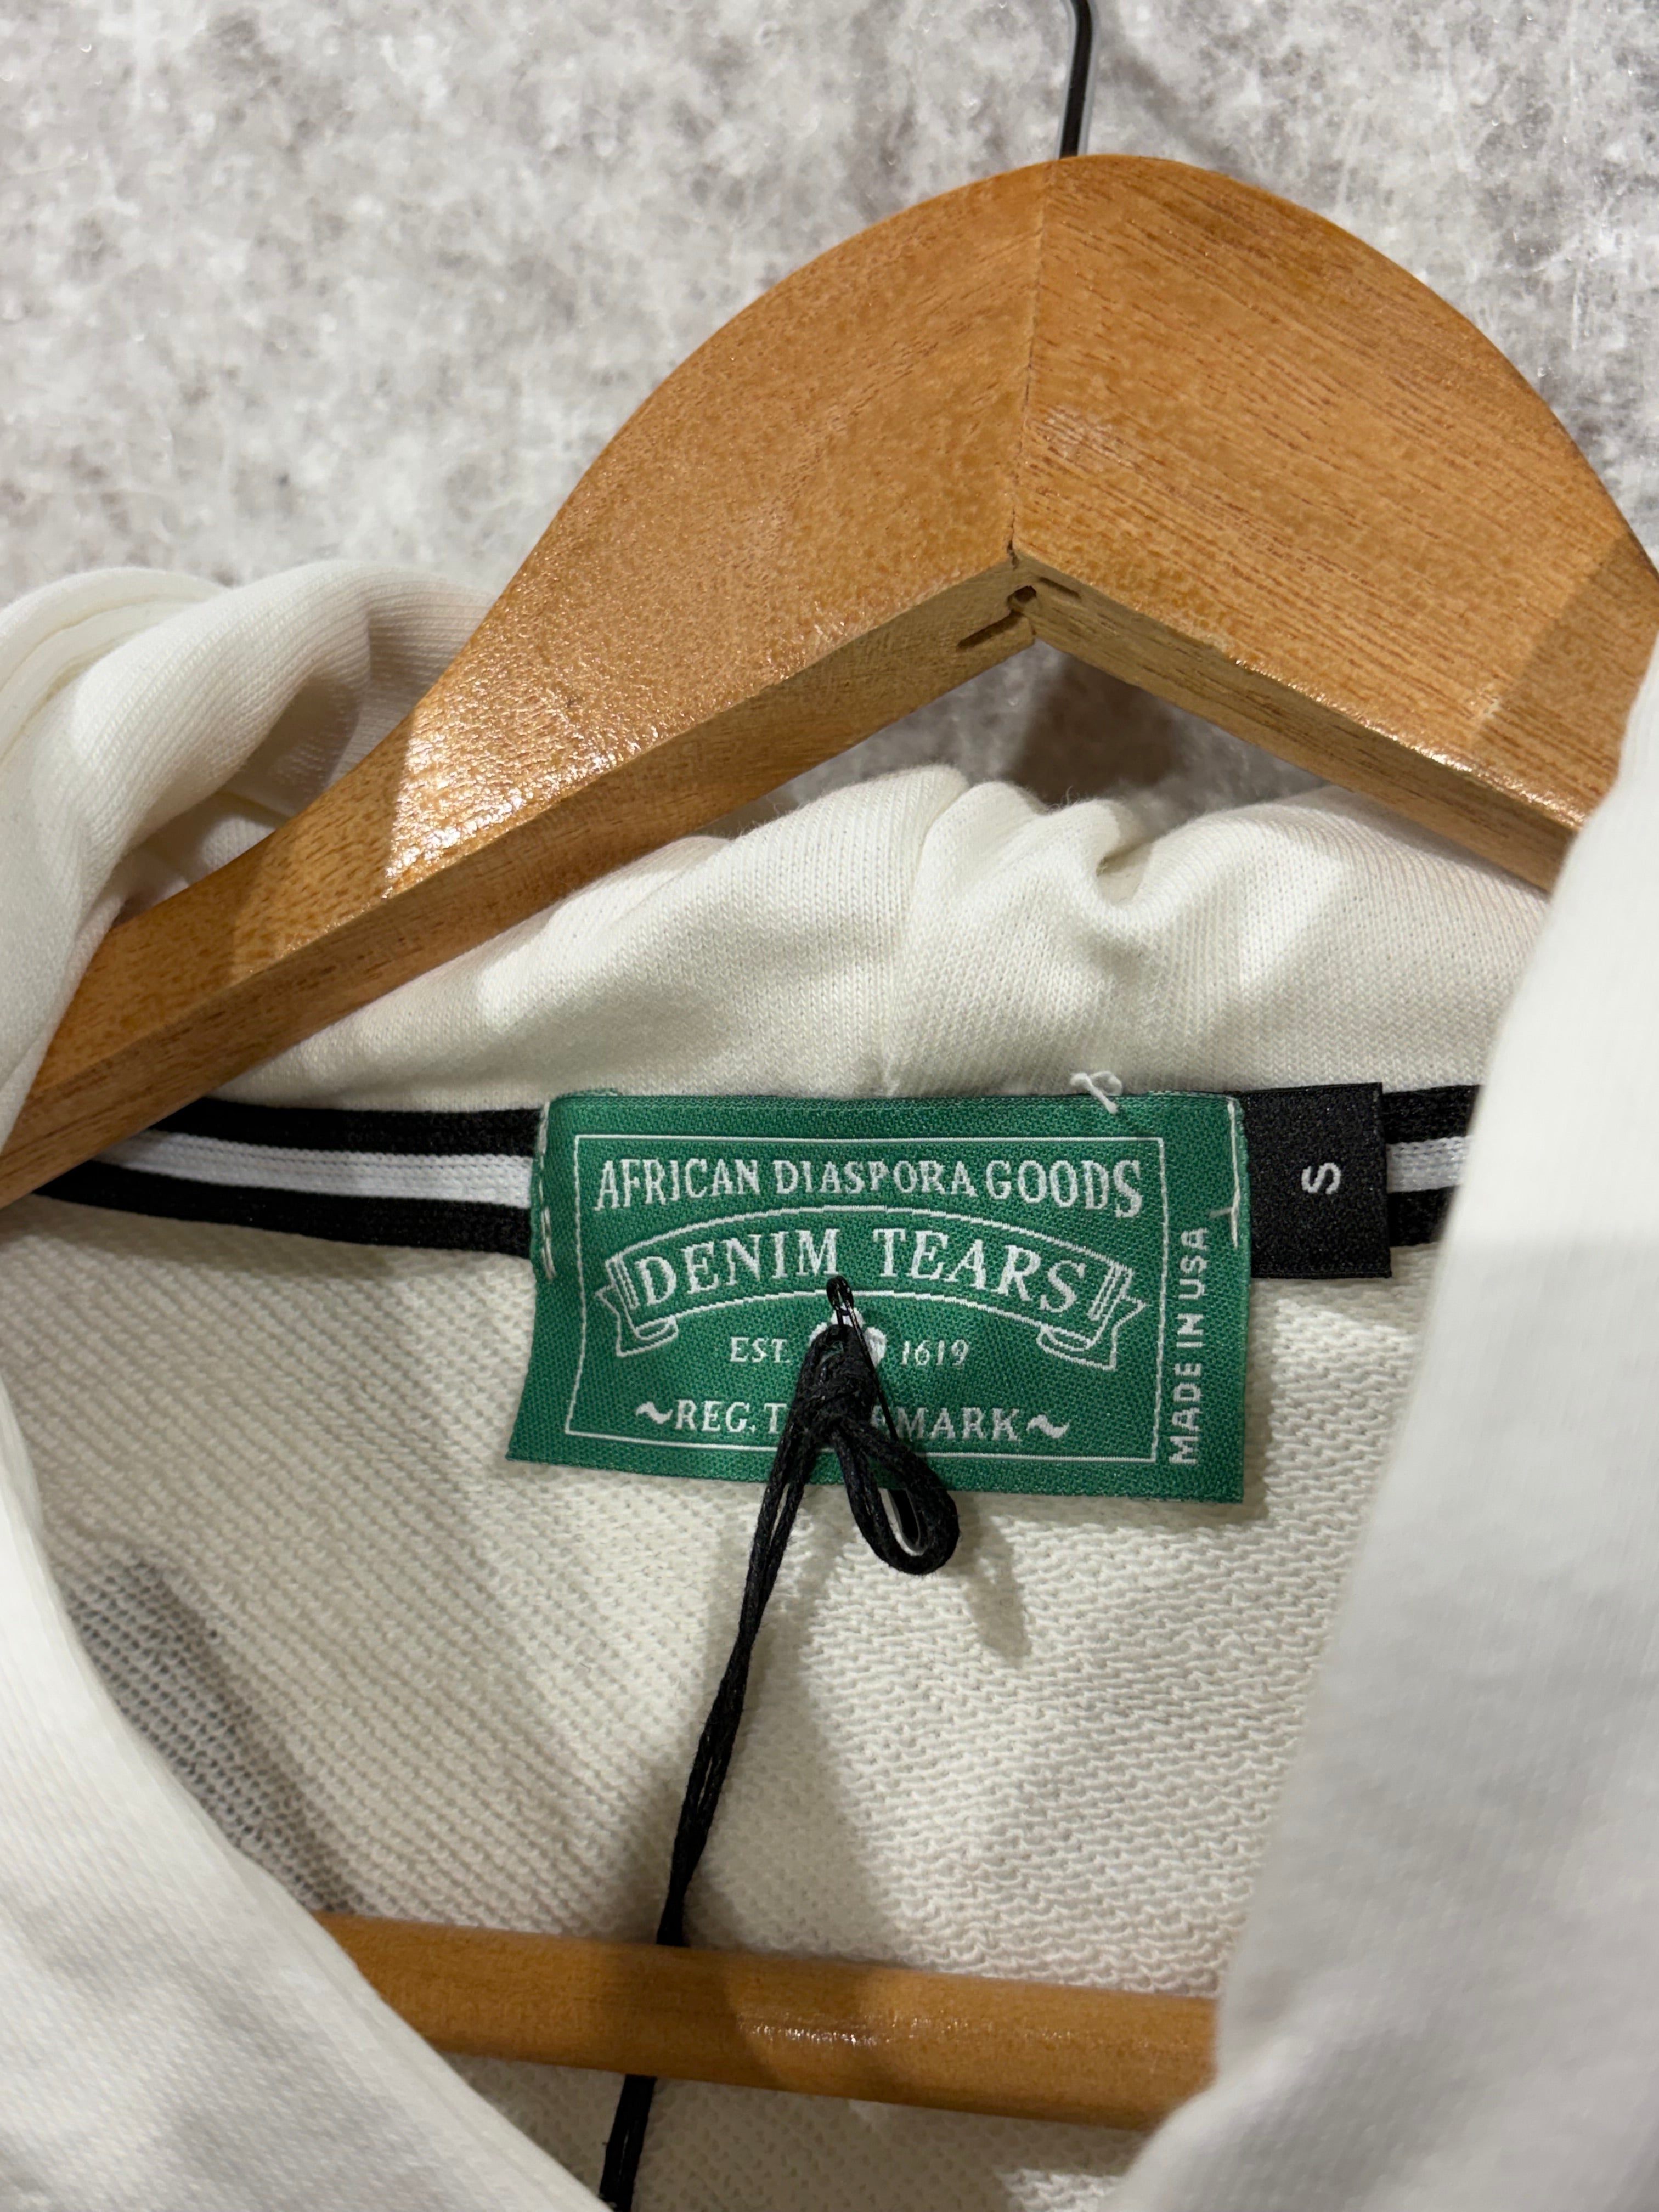 AFRICAN DIASPORA GOODS
DENIM TEARS
EST. 1619
~REG. MARK~
MADE IN USA
S